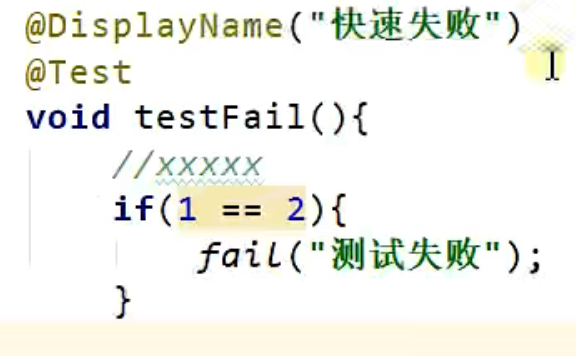 @DisplayName("快速失败")
@Test
void testFail(){
//xxxxx
if(1 == 2){
fail("测试失败");
}